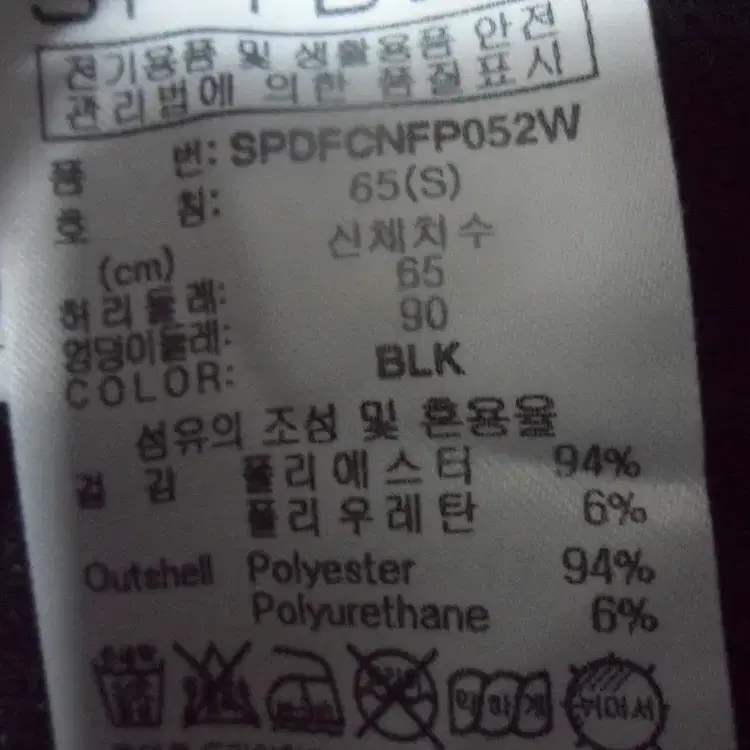 전기용품 및 생활용품 안전
관리법에 의한 품질표시
품 번: SPDFCNFP052W
호 칭: 65(S)
(cm) 신체치수
허리둘레: 65
엉덩이둘레: 90
COLOR: BLK
섬유의 조성 및 혼용율
겉 감 폴리에스터 94%
폴리우레탄 6%
Outshell Polyester 94%
Polyurethane 6%
약하게